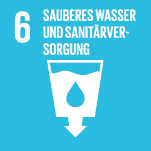 6
SAUBERES WASSER
UND SANITÄRVER-
SORGUNG